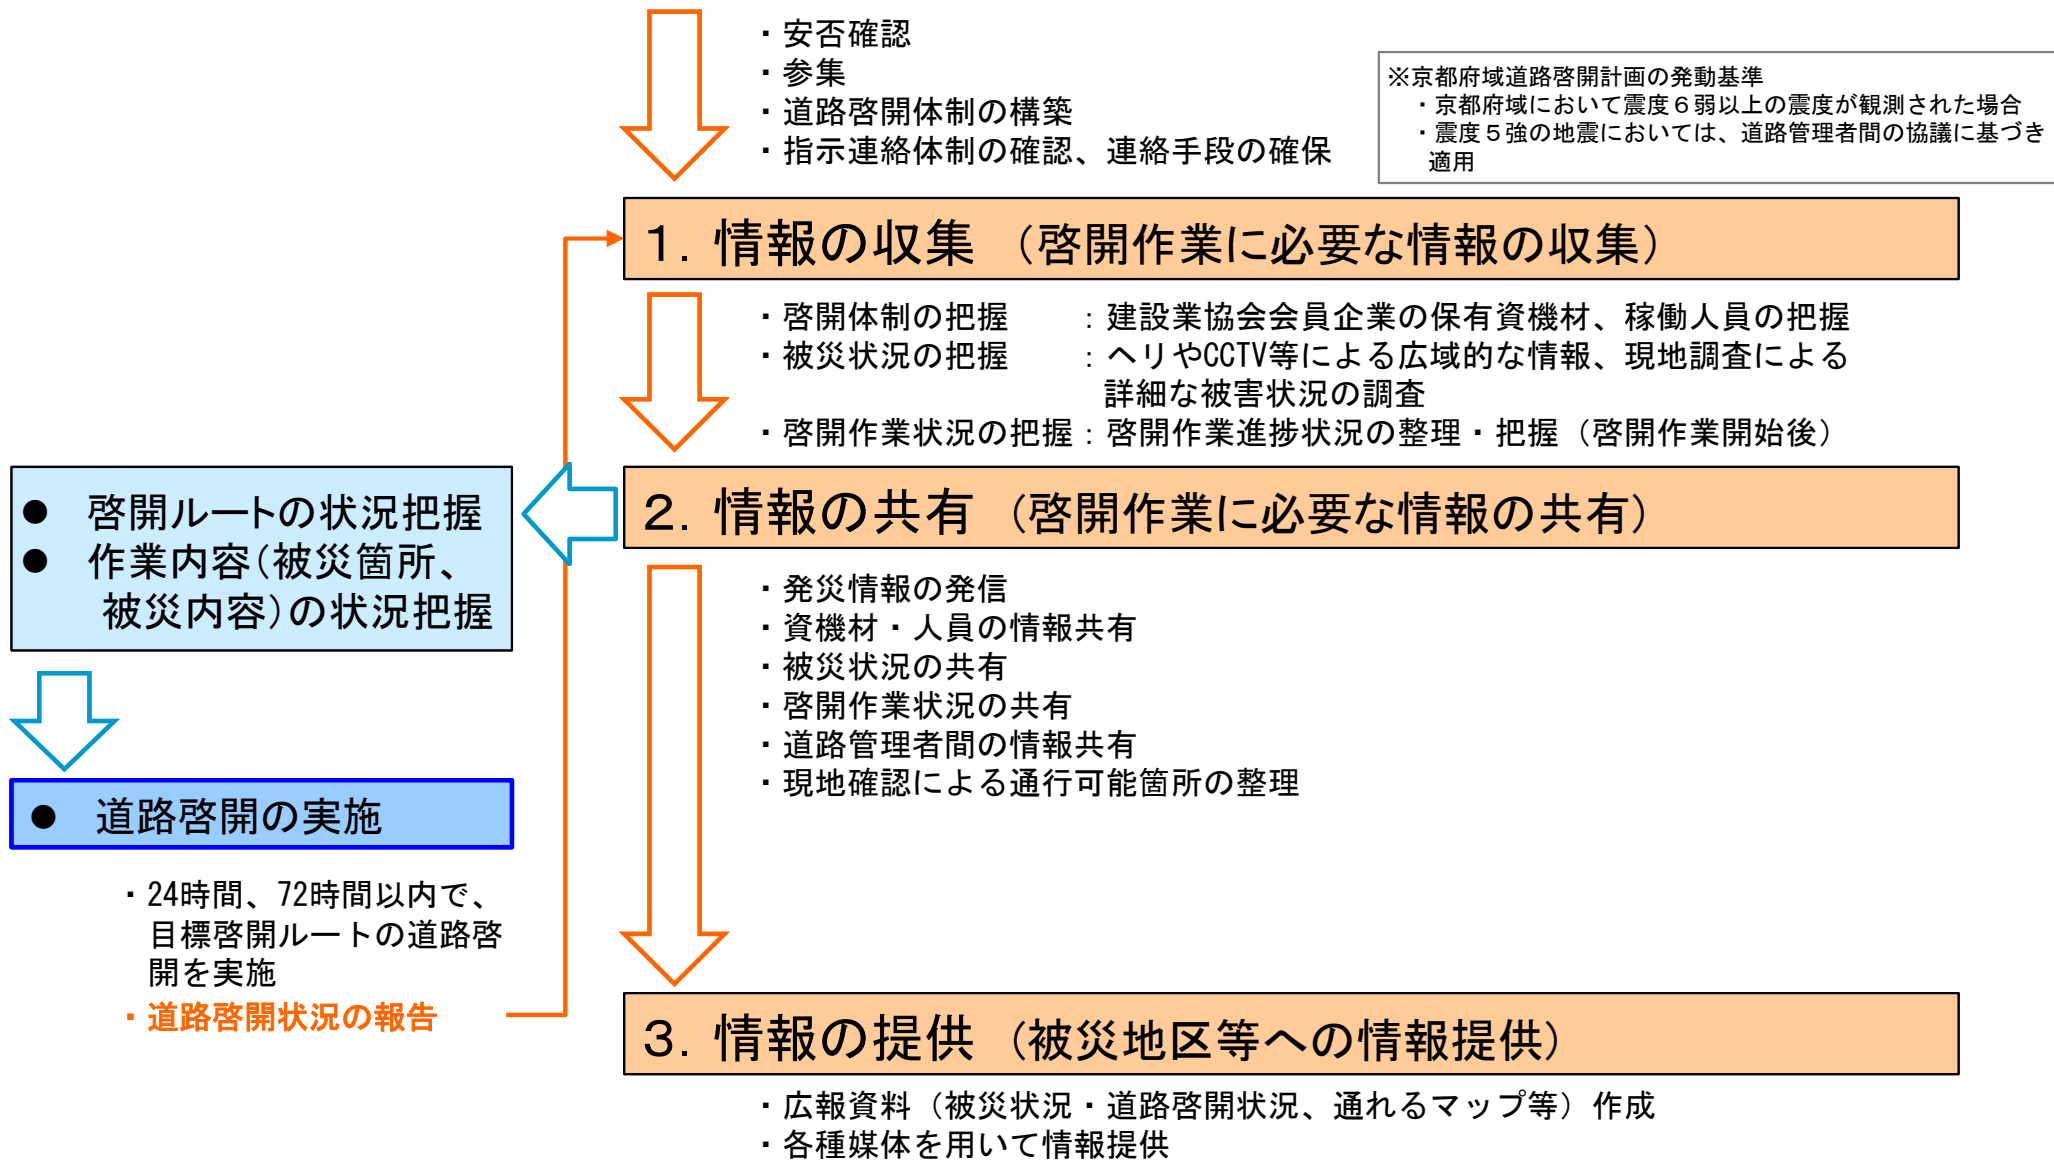 ・安否確認
・参集
・道路啓開体制の構築
・指示連絡体制の確認、連絡手段の確保
※京都府域道路啓開計画の発動基準
・京都府域において震度６弱以上の震度が観測された場合
・震度５強の地震においては、道路管理者間の協議に基づき
適用
１．情報の収集（啓開作業に必要な情報の収集）
・啓開体制の把握　　：建設業協会会員企業の保有資機材、稼働人員の把握
・被災状況の把握　　：ヘリやCCTV等による広域的な情報、現地調査による
詳細な被害状況の調査
・啓開作業状況の把握：啓開作業進捗状況の整理・把握（啓開作業開始後）
２．情報の共有（啓開作業に必要な情報の共有）
・発災情報の発信
・資機材・人員の情報共有
・被災状況の共有
・啓開作業状況の共有
・道路管理者間の情報共有
・現地確認による通行可能箇所の整理
● 啓開ルートの状況把握
● 作業内容（被災箇所、
被災内容）の状況把握
● 道路啓開の実施
・24時間、72時間以内で、
目標啓開ルートの道路啓
開を実施
・道路啓開状況の報告
３．情報の提供（被災地区等への情報提供）
・広報資料（被災状況・道路啓開状況、通れるマップ等）作成
・各種媒体を用いて情報提供